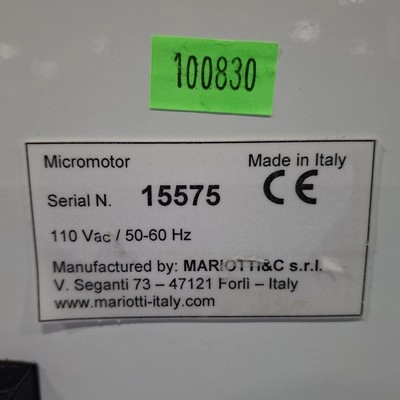 100830
Micromotor Made in Italy
Serial N. 15575 CE
110 Vac / 50-60 Hz
Manufactured by: MARIOTTI&C s.r.l.
V. Seganti 73 – 47121 Forlì – Italy
www.mariotti-italy.com